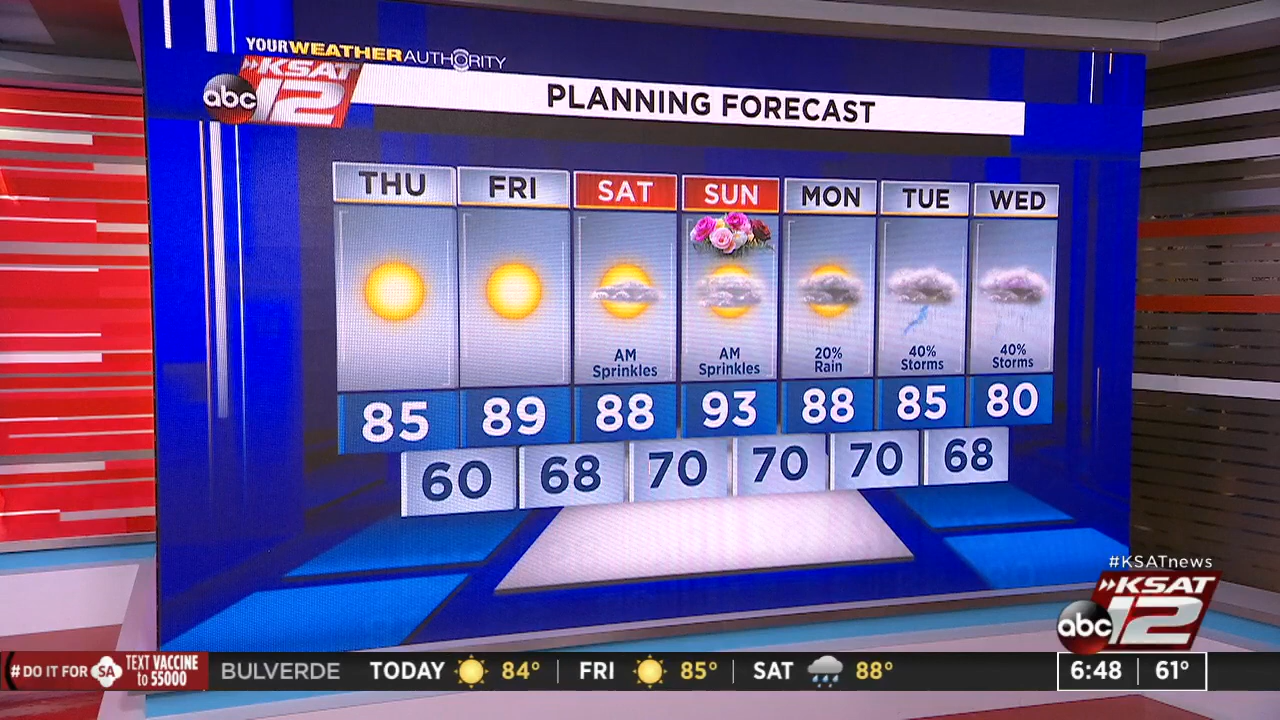 YOUR WEATHER AUTHORITY
»KSAT
abc 12
PLANNING FORECAST
THU FRI SAT SUN MON TUE WED
AM Sprinkles
AM Sprinkles
20% Rain
40% Storms
40% Storms
85 89 88 93 88 85 80
60 68 70 70 70 68
#KSATnews
»KSAT
abc 12
#DO IT FOR SA TEXT VACCINE to 55000
BULVERDE TODAY 84° FRI 85° SAT 88°
6:48 61°